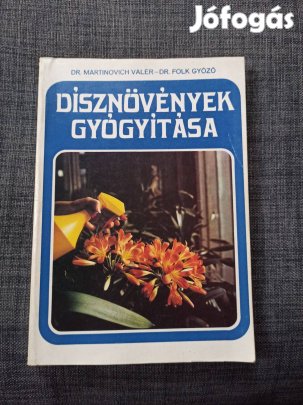 Jófogás
DR. MARTINOVICH VALÉR–DR. FOLK GYŐZŐ
DÍSZNÖVÉNYEK
GYÓGYÍTÁSA